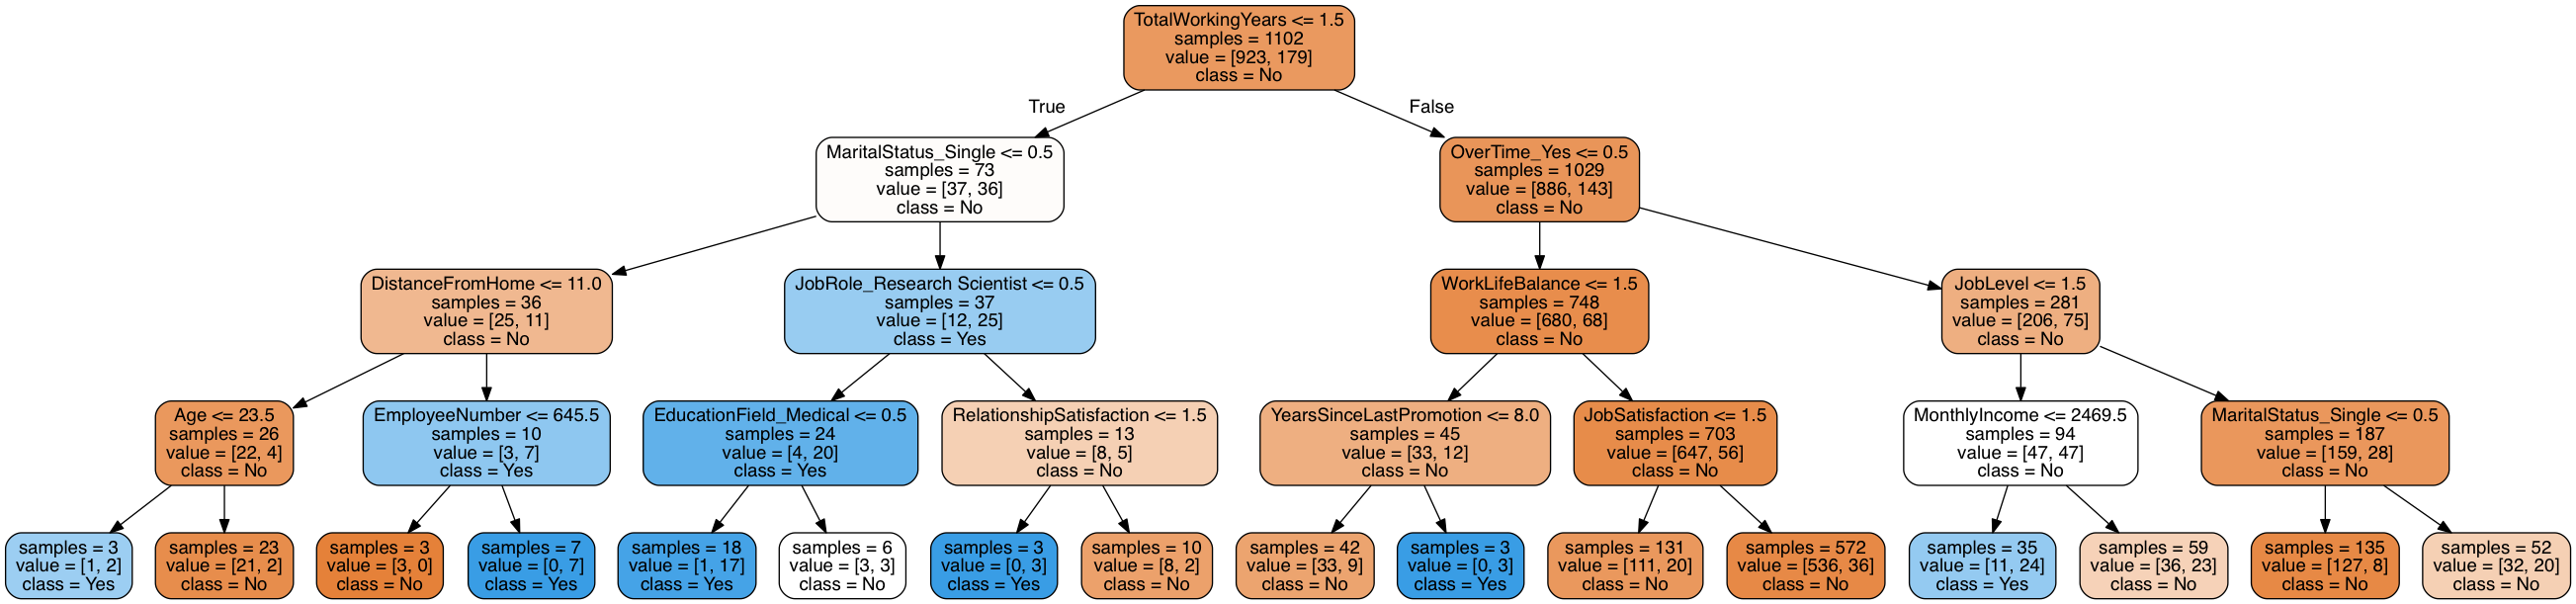 TotalWorkingYears <= 1.5
samples = 1102
value = [923, 179]
class = No
True
False
MaritalStatus_Single <= 0.5
samples = 73
value = [37, 36]
class = No
OverTime_Yes <= 0.5
samples = 1029
value = [886, 143]
class = No
DistanceFromHome <= 11.0
samples = 36
value = [25, 11]
class = No
JobRole_Research Scientist <= 0.5
samples = 37
value = [12, 25]
class = Yes
WorkLifeBalance <= 1.5
samples = 748
value = [680, 68]
class = No
JobLevel <= 1.5
samples = 281
value = [206, 75]
class = No
Age <= 23.5
samples = 26
value = [22, 4]
class = No
EmployeeNumber <= 645.5
samples = 10
value = [3, 7]
class = Yes
EducationField_Medical <= 0.5
samples = 24
value = [4, 20]
class = Yes
RelationshipSatisfaction <= 1.5
samples = 13
value = [8, 5]
class = No
YearsSinceLastPromotion <= 8.0
samples = 45
value = [33, 12]
class = No
JobSatisfaction <= 1.5
samples = 703
value = [647, 56]
class = No
MonthlyIncome <= 2469.5
samples = 94
value = [47, 47]
class = No
MaritalStatus_Single <= 0.5
samples = 187
value = [159, 28]
class = No
samples = 3
value = [1, 2]
class = Yes
samples = 23
value = [21, 2]
class = No
samples = 3
value = [3, 0]
class = No
samples = 7
value = [0, 7]
class = Yes
samples = 18
value = [1, 17]
class = Yes
samples = 6
value = [3, 3]
class = No
samples = 3
value = [0, 3]
class = Yes
samples = 10
value = [8, 2]
class = No
samples = 42
value = [33, 9]
class = No
samples = 3
value = [0, 3]
class = Yes
samples = 131
value = [111, 20]
class = No
samples = 572
value = [536, 36]
class = No
samples = 35
value = [11, 24]
class = Yes
samples = 59
value = [36, 23]
class = No
samples = 135
value = [127, 8]
class = No
samples = 52
value = [32, 20]
class = No